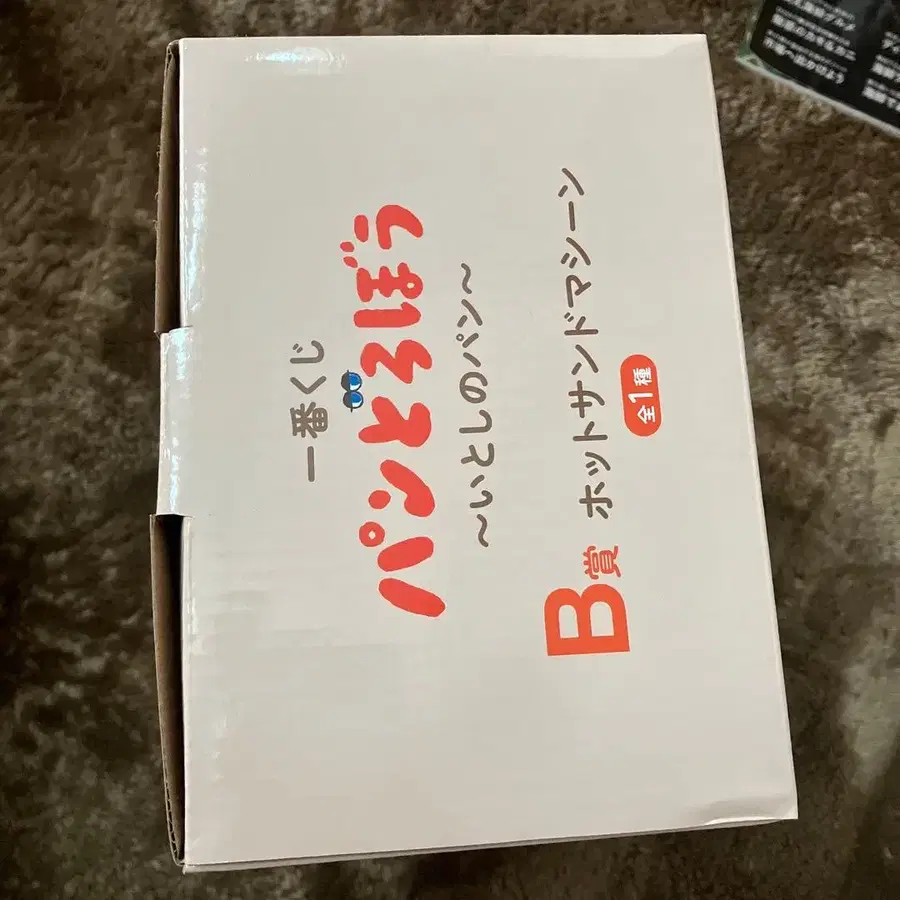 一番くじ
パンどろぼう
～いとしのパン～
B賞 ホットサンドマシーン
全1種